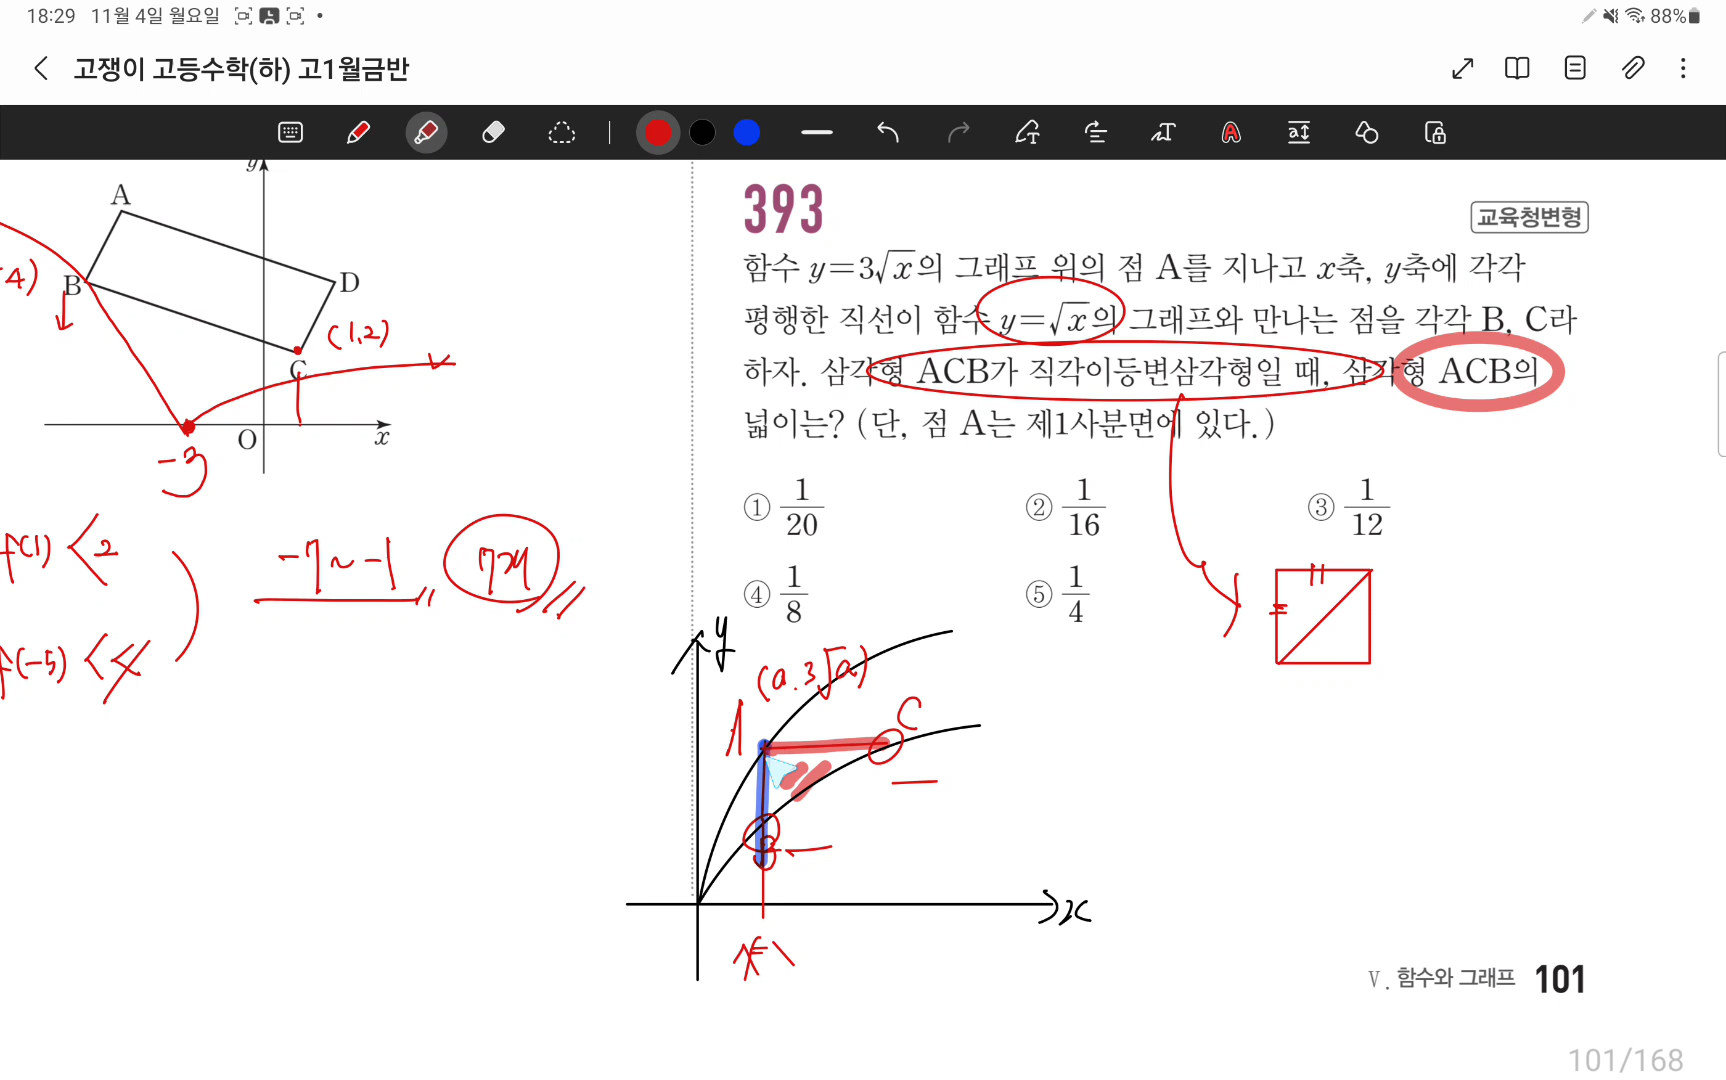 18:29 11월 4일 월요일
88%
고쟁이 고등수학(하) 고1월금반
y
A
B
D
C
O
x
4)
(1,2)
-3
f(1) < 2
f(-5) <
-7 ~ -1
7개
393
교육청변형
함수 y=3√x의 그래프 위의 점 A를 지나고 x축, y축에 각각
평행한 직선이 함수 y=√x의 그래프와 만나는 점을 각각 B, C라
하자. 삼각형 ACB가 직각이등변삼각형일 때, 삼각형 ACB의
넓이는? (단, 점 A는 제1사분면에 있다.)
① 1/20 ② 1/16 ③ 1/12
④ 1/8 ⑤ 1/4
y
(a. 3√a)
A
C
B
x
V. 함수와 그래프 101
101/168